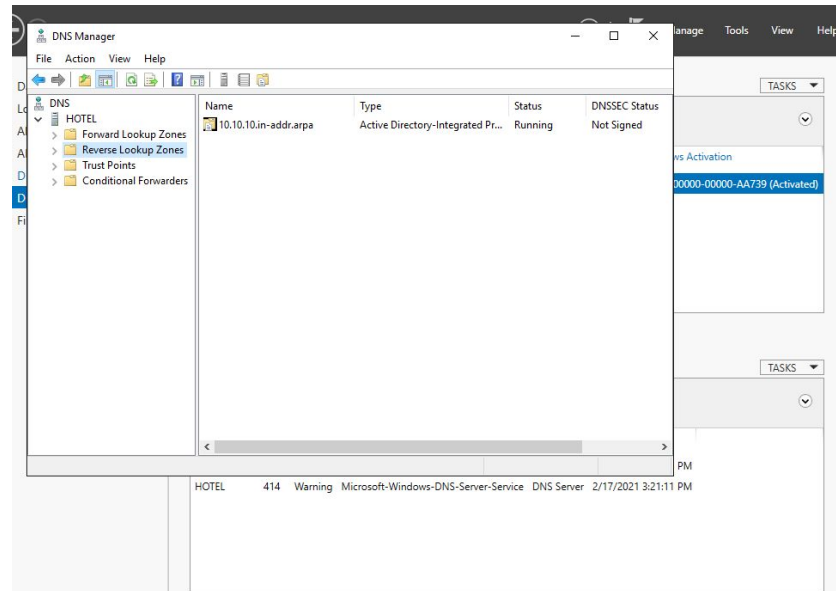 DNS Manager
File Action View Help
Manage Tools View Help
TASKS
DNS
HOTEL
Forward Lookup Zones
Reverse Lookup Zones
Trust Points
Conditional Forwarders
Name Type Status DNSSEC Status
10.10.10.in-addr.arpa Active Directory-Integrated Pr... Running Not Signed
Activation
00000-00000-AA739 (Activated)
TASKS
PM
HOTEL 414 Warning Microsoft-Windows-DNS-Server-Service DNS Server 2/17/2021 3:21:11 PM